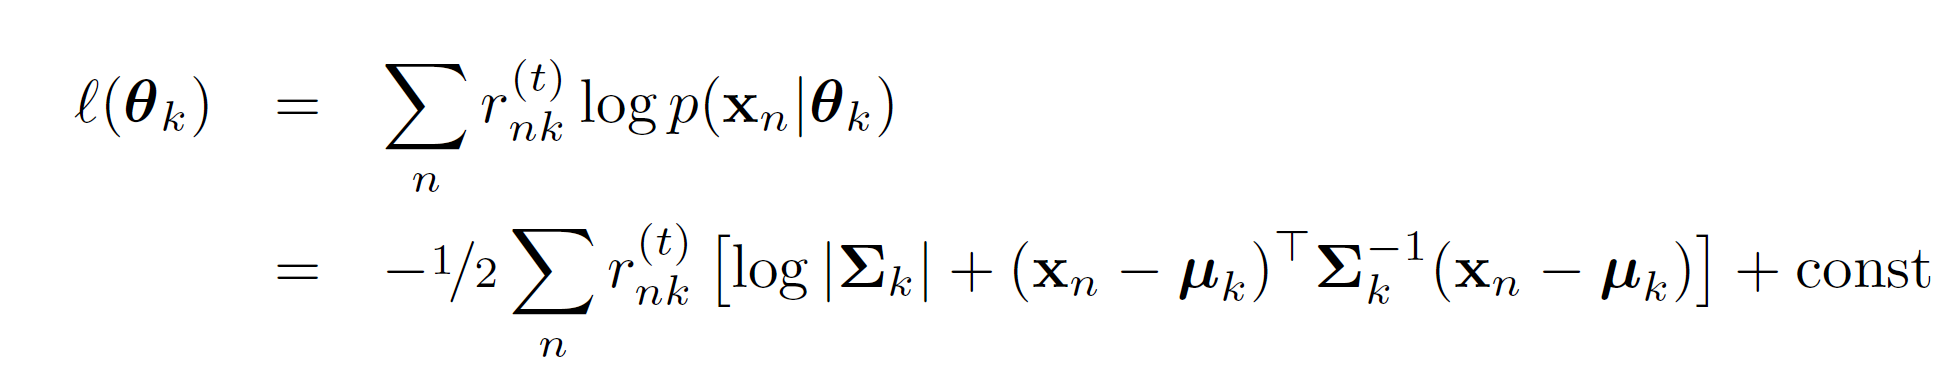 ℓ(θ_k) = ∑_n r_{nk}^{(t)} log p(x_n|θ_k)
= −1/2 ∑_n r_{nk}^{(t)} [log |Σ_k| + (x_n − μ_k)^⊤ Σ_k^{−1} (x_n − μ_k)] + const